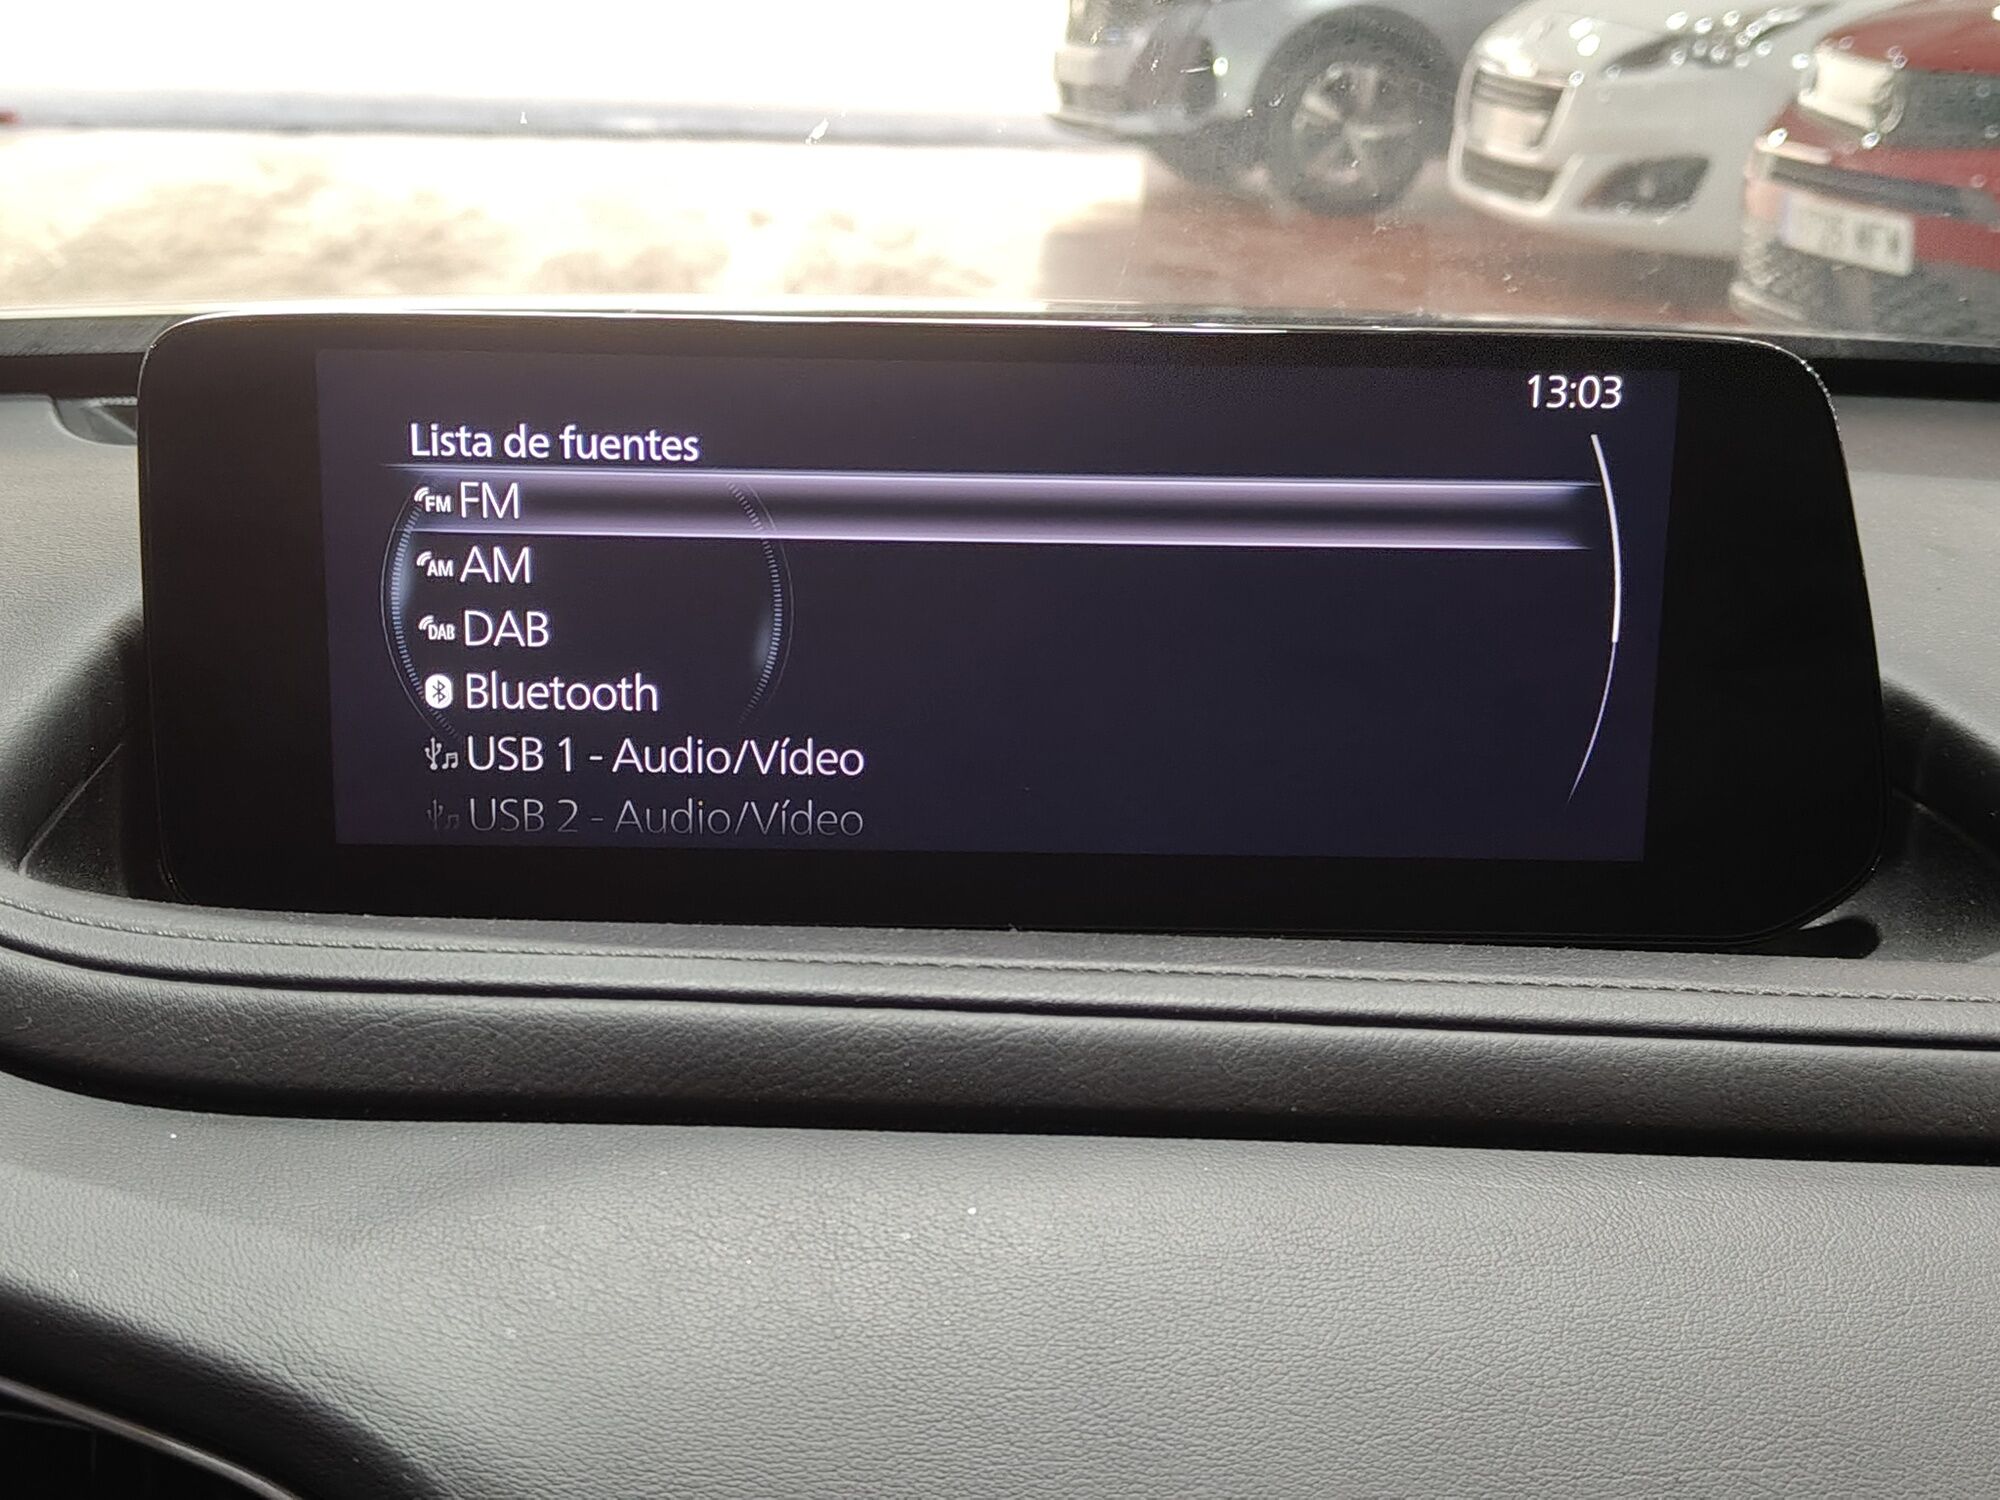 13:03
Lista de fuentes
FM FM
AM AM
DAB DAB
Bluetooth
USB 1 - Audio/Vídeo
USB 2 - Audio/Vídeo